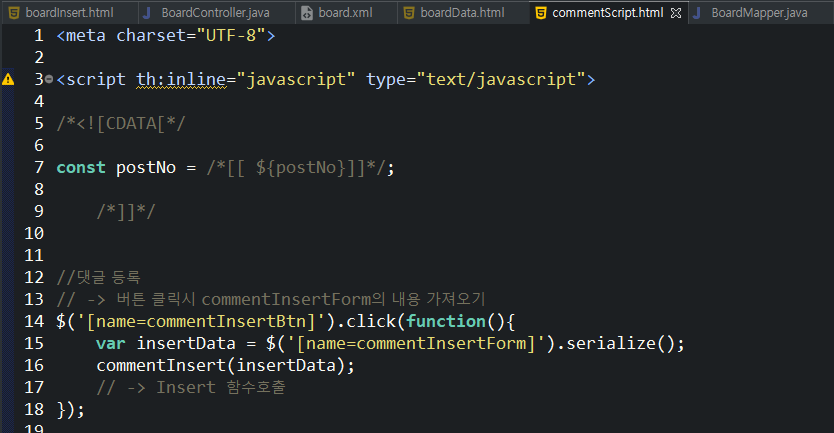 boardInsert.html BoardController.java board.xml boardData.html commentScript.html BoardMapper.java
1 <meta charset="UTF-8">
2
3 <script th:inline="javascript" type="text/javascript">
4
5 /*<![CDATA[*/
6
7 const postNo = /*[[ ${postNo}]]*/;
8
9 /*]]*/
10
11
12 //댓글 등록
13 // -> 버튼 클릭시 commentInsertForm의 내용 가져오기
14 $('[name=commentInsertBtn]').click(function(){
15 var insertData = $('[name=commentInsertForm]').serialize();
16 commentInsert(insertData);
17 // -> Insert 함수호출
18 });
19